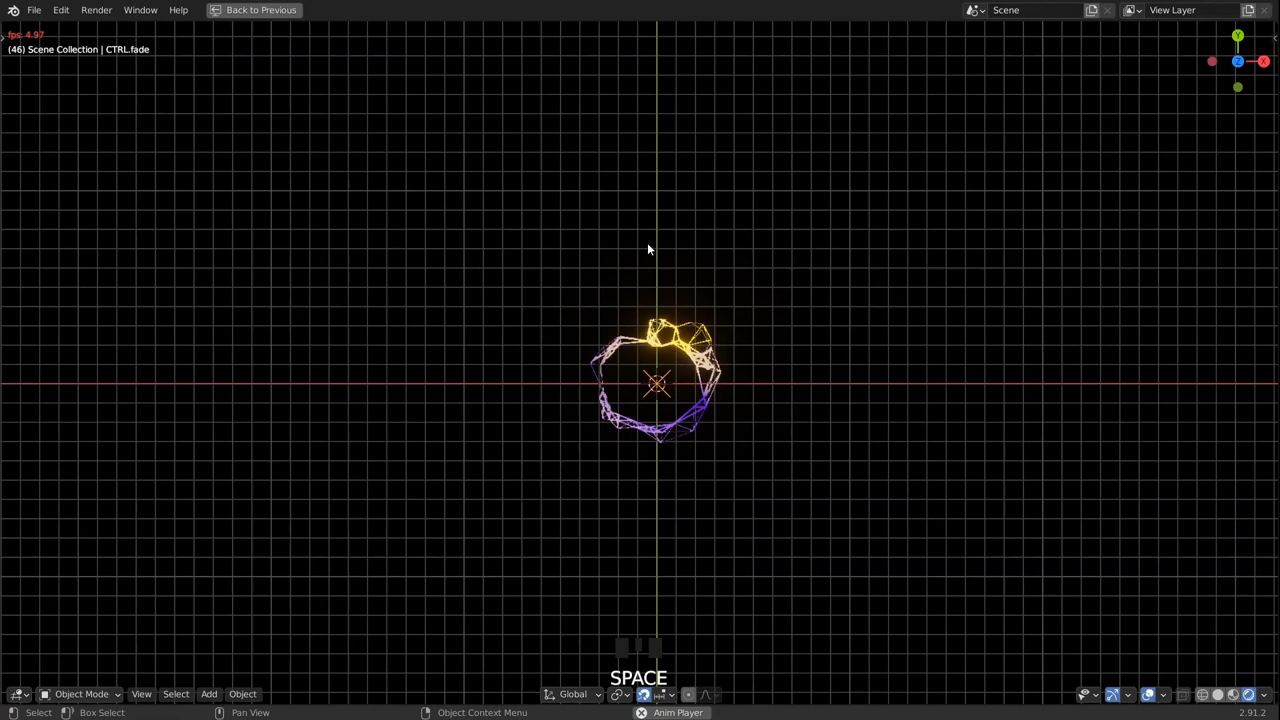 File Edit Render Window Help Back to Previous Scene View Layer
fps: 4.97
(46) Scene Collection | CTRL.fade
Y
Z X
SPACE
Object Mode View Select Add Object Global
Select Box Select Pan View Object Context Menu Anim Player 2.91.2